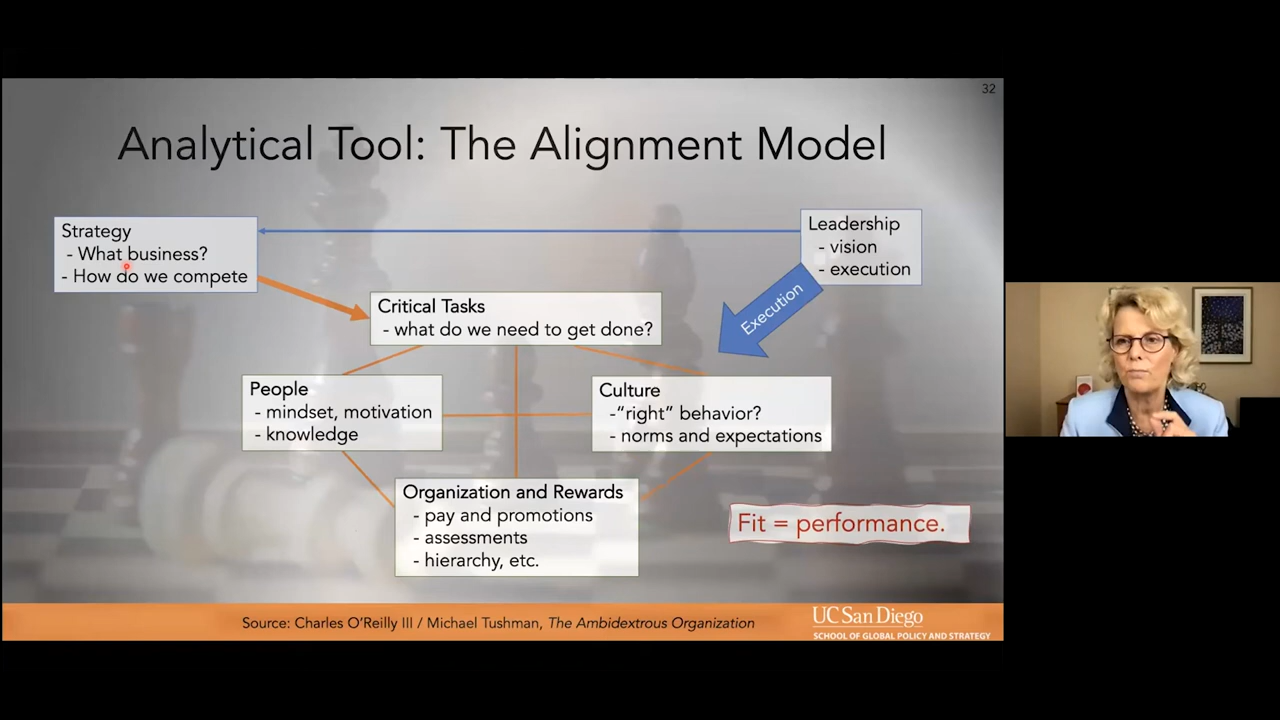 32
Analytical Tool: The Alignment Model
Strategy
- What business?
- How do we compete
Leadership
- vision
- execution
Execution
Critical Tasks
- what do we need to get done?
People
- mindset, motivation
- knowledge
Culture
-“right” behavior?
- norms and expectations
Organization and Rewards
- pay and promotions
- assessments
- hierarchy, etc.
Fit = performance.
Source: Charles O’Reilly III / Michael Tushman, The Ambidextrous Organization
UC San Diego
SCHOOL OF GLOBAL POLICY AND STRATEGY